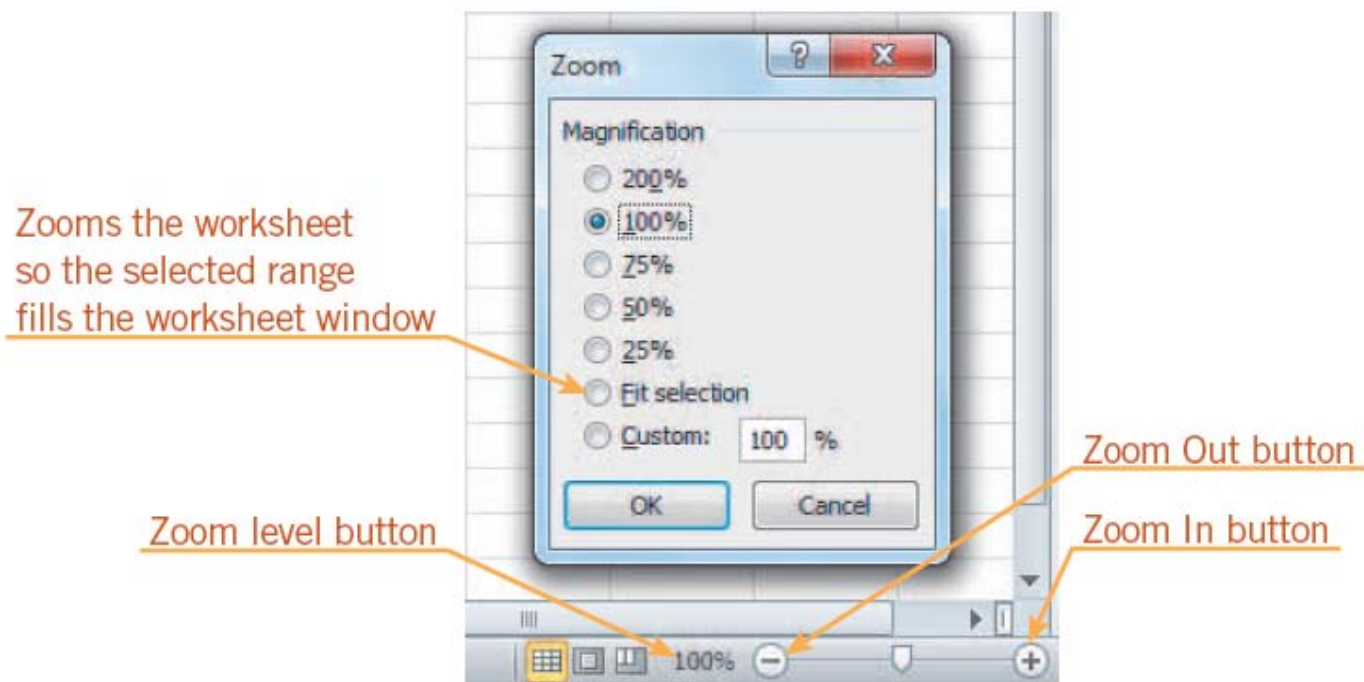 Zoom
Magnification
200%
100%
75%
50%
25%
Fit selection
Custom: 100 %
OK Cancel
Zooms the worksheet
so the selected range
fills the worksheet window
Zoom level button
Zoom Out button
Zoom In button
100%